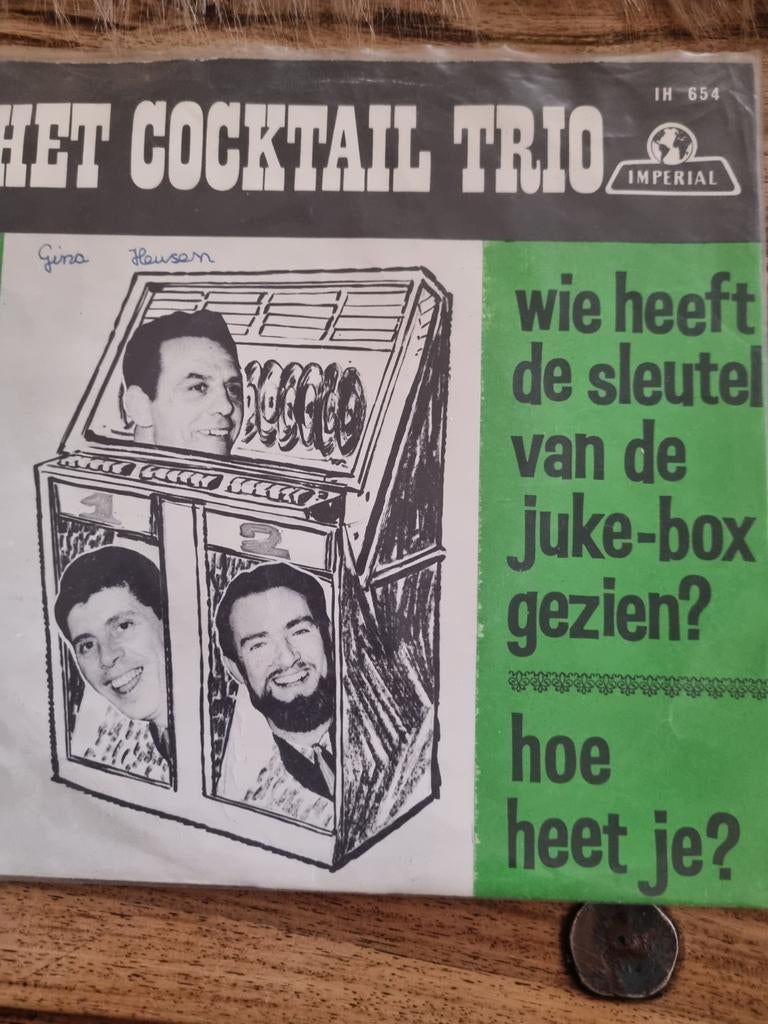 IH 654
HET COCKTAIL TRIO
IMPERIAL
Gina Heusen
wie heeft
de sleutel
van de
juke-box
gezien?
1
2
hoe
heet je?